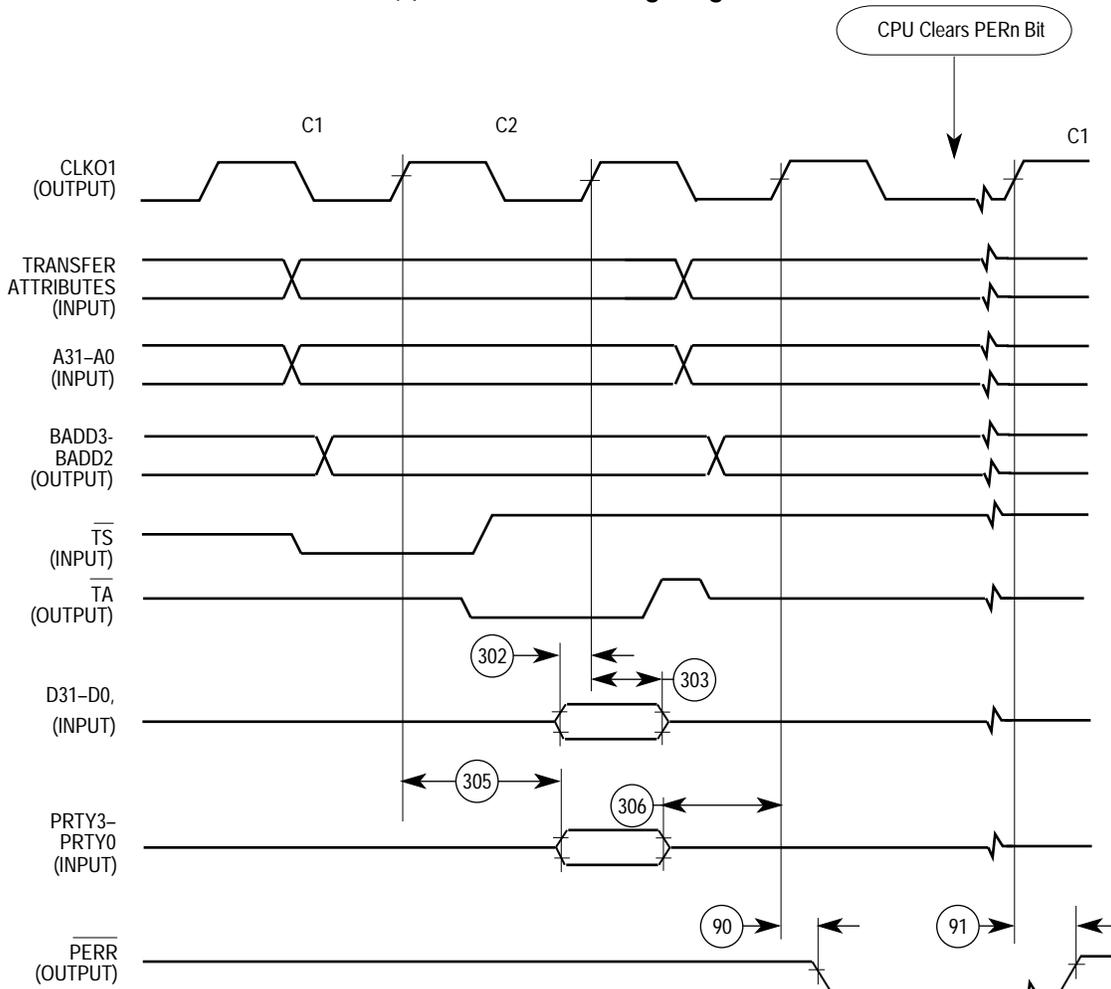 CPU Clears PERn Bit
C1
C2
C1
CLKO1
(OUTPUT)
TRANSFER
ATTRIBUTES
(INPUT)
A31–A0
(INPUT)
BADD3-
BADD2
(OUTPUT)
TS
(INPUT)
TA
(OUTPUT)
302
303
D31–D0,
(INPUT)
305
306
PRTY3–
PRTY0
(INPUT)
90
91
PERR
(OUTPUT)